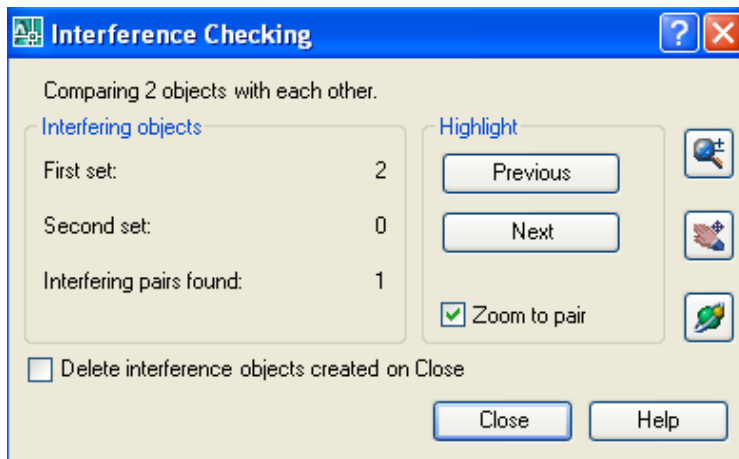 Interference Checking
Comparing 2 objects with each other.
Interfering objects
First set: 2
Second set: 0
Interfering pairs found: 1
Highlight
Previous
Next
Zoom to pair
Delete interference objects created on Close
Close
Help